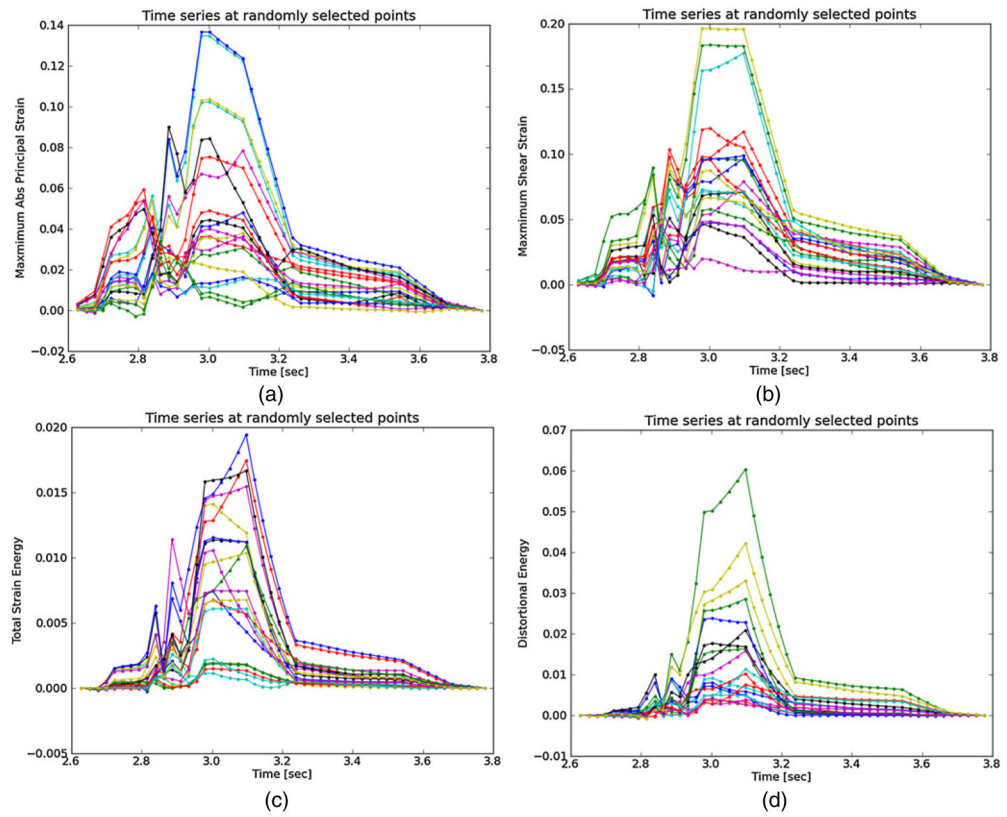 Time series at randomly selected points
Maxmimum Abs Principal Strain
0.14
0.12
0.10
0.08
0.06
0.04
0.02
0.00
−0.02
2.6 2.8 3.0 3.2 3.4 3.6 3.8
Time [sec]
(a)
Time series at randomly selected points
Maxmimum Shear Strain
0.20
0.15
0.10
0.05
0.00
−0.05
2.6 2.8 3.0 3.2 3.4 3.6 3.8
Time [sec]
(b)
Time series at randomly selected points
Total Strain Energy
0.020
0.015
0.010
0.005
0.000
−0.005
2.6 2.8 3.0 3.2 3.4 3.6 3.8
Time [sec]
(c)
Time series at randomly selected points
Distortional Energy
0.07
0.06
0.05
0.04
0.03
0.02
0.01
0.00
−0.01
2.6 2.8 3.0 3.2 3.4 3.6 3.8
Time [sec]
(d)